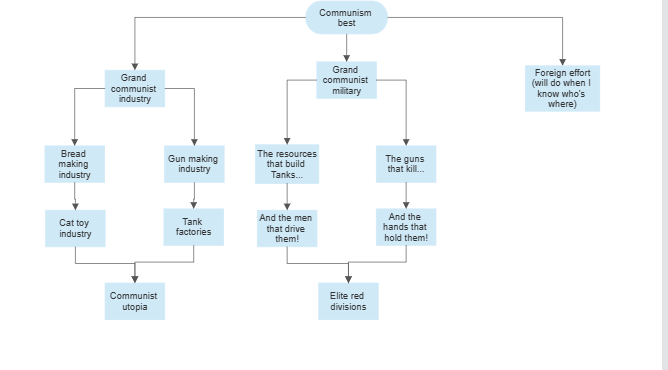 Communism
best
Grand
communist
industry
Grand
communist
military
Foreign effort
(will do when I
know who's
where)
Bread
making
industry
Gun making
industry
The resources
that build
Tanks...
The guns
that kill...
Cat toy
industry
Tank
factories
And the men
that drive
them!
And the
hands that
hold them!
Communist
utopia
Elite red
divisions